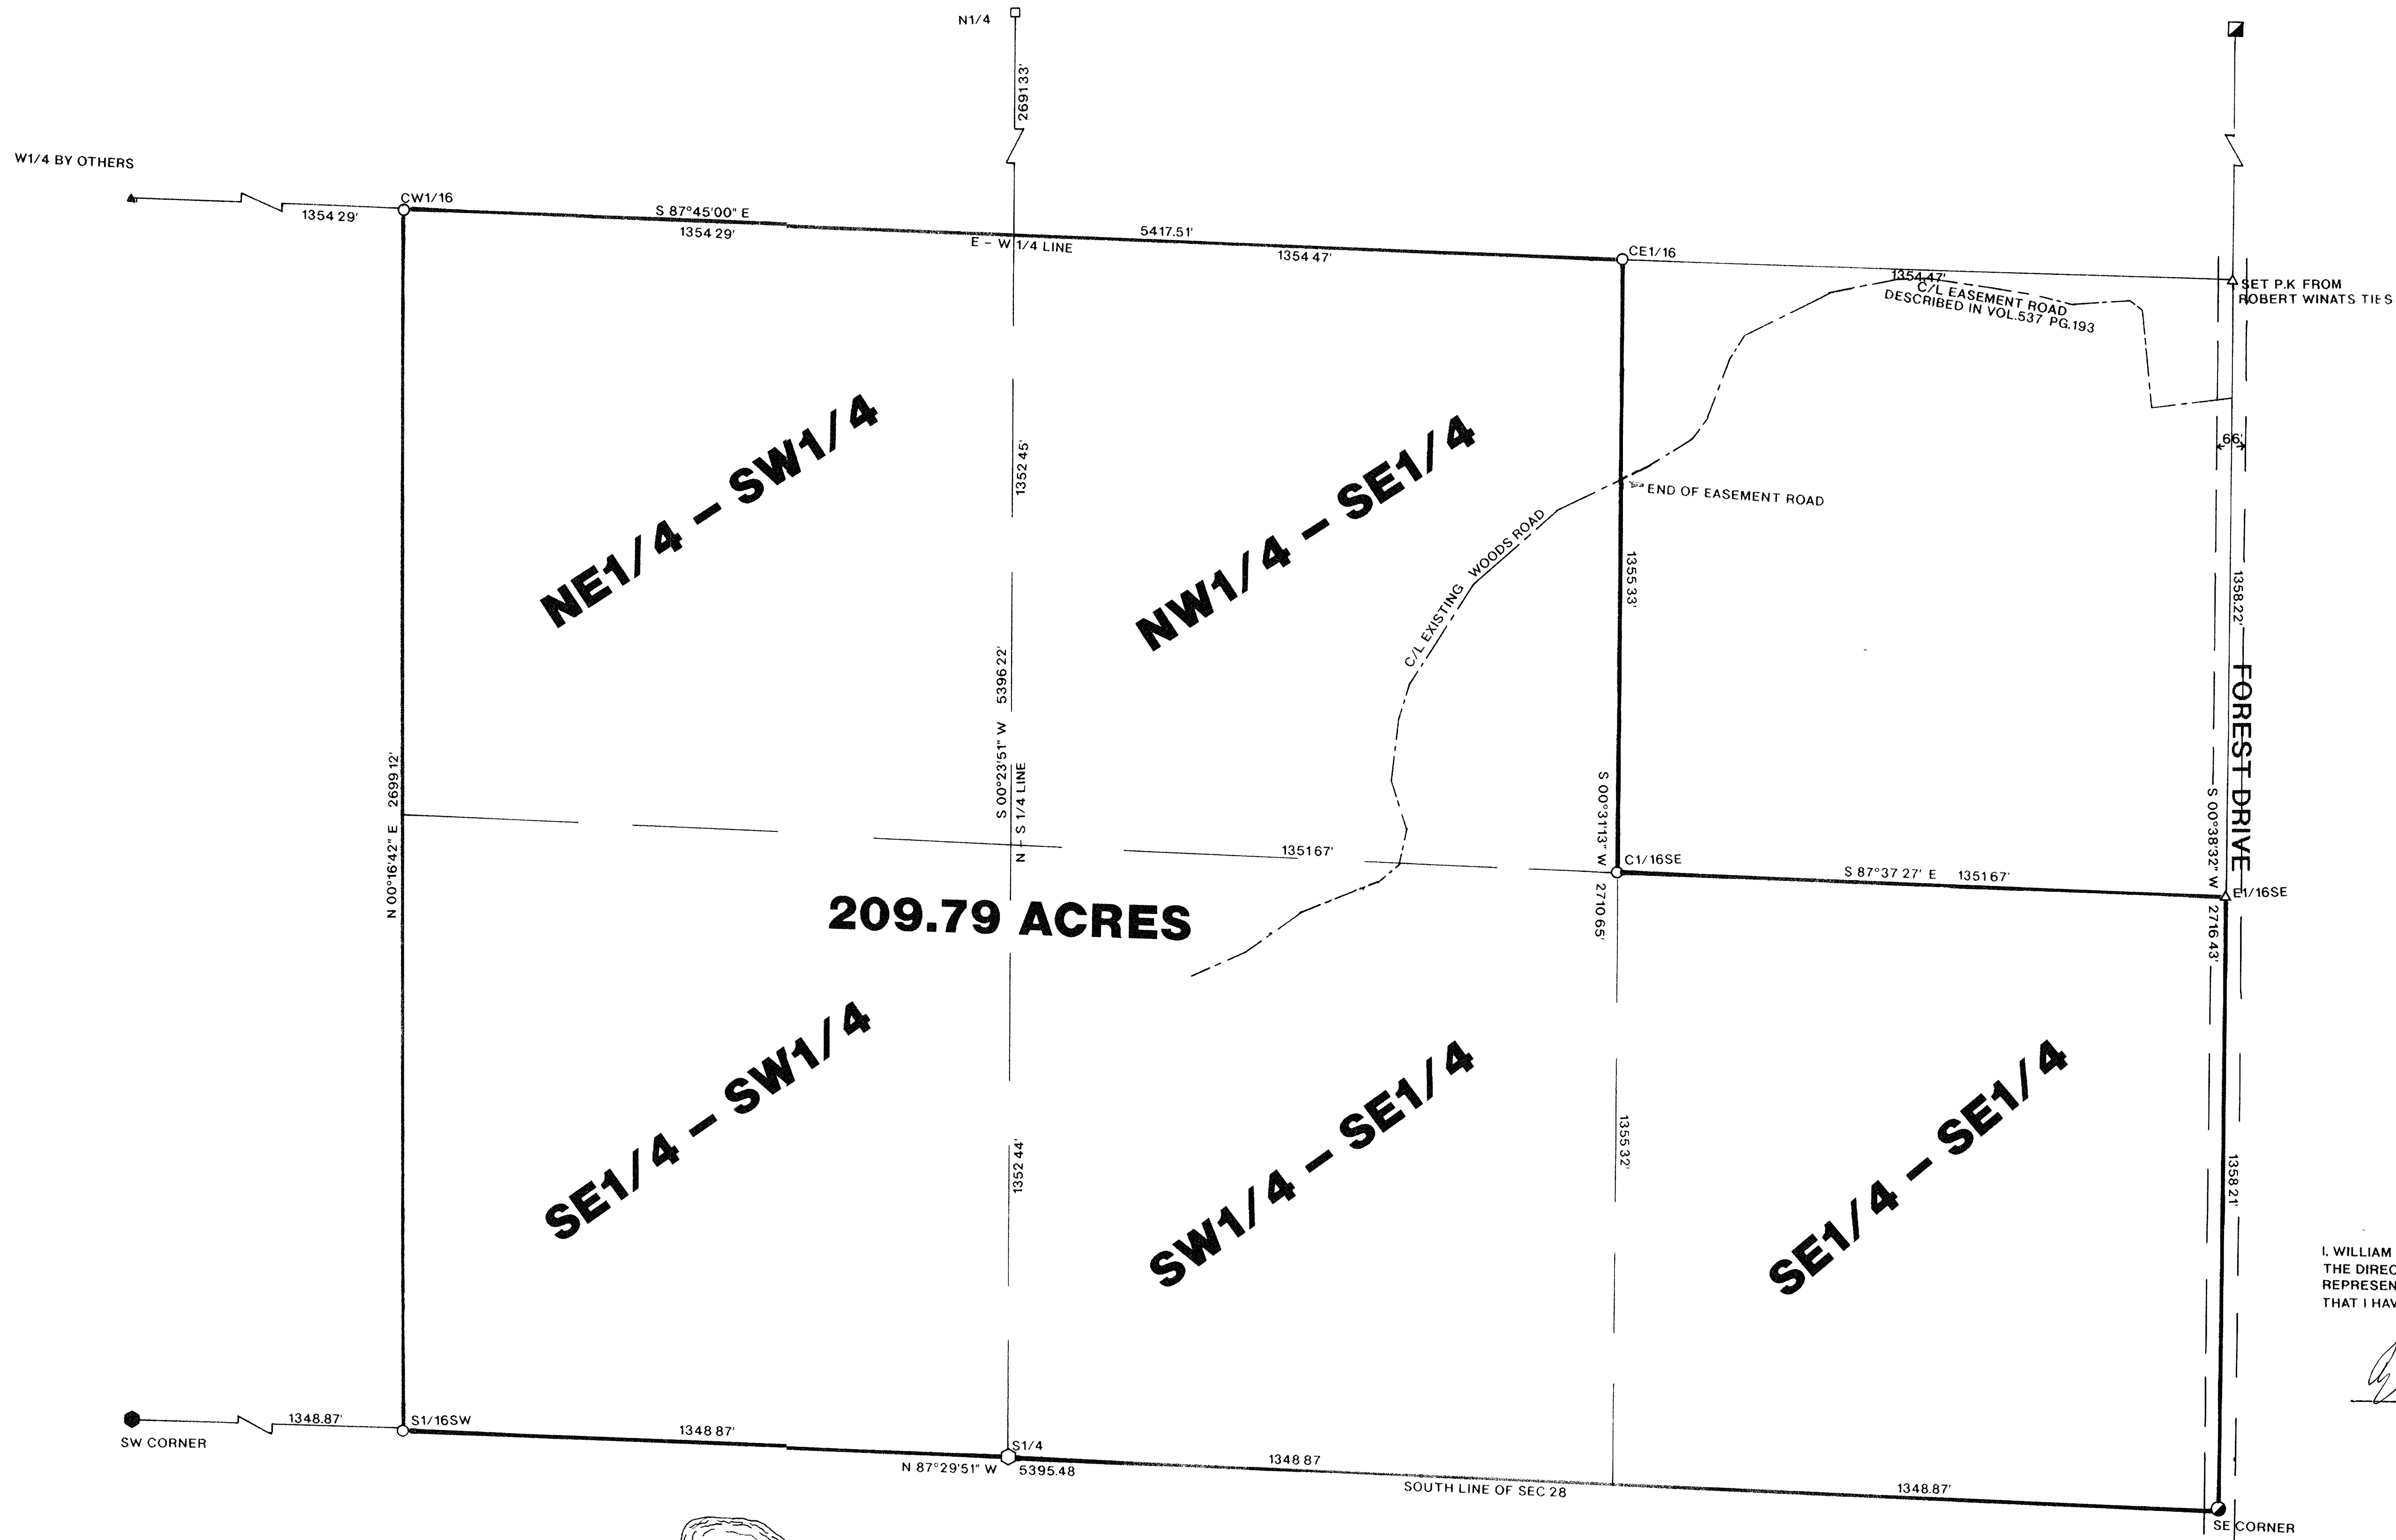 N1/4
2691 33'
W1/4 BY OTHERS
1354 29'
CW1/16
S 87°45'00" E
1354 29'
E - W 1/4 LINE
5417.51'
1354 47'
CE1/16
1354.47'
C/L EASEMENT ROAD
DESCRIBED IN VOL.537 PG.193
SET P.K FROM
ROBERT WINATS TIES
66'
NE1/4 - SW1/4
1352 45'
NW1/4 - SE1/4
END OF EASEMENT ROAD
C/L EXISTING WOODS ROAD
1355 33'
1358.22'
FOREST DRIVE
N 00°16'42" E 2699 12'
S 00°23'51" W 5396 22'
N - S 1/4 LINE
1351 67'
S 00°31'13" W 2710 65'
C1/16SE
S 87°37 27' E 1351 67'
S 00°38'32" W 2716 43'
E1/16SE
209.79 ACRES
SE1/4 - SW1/4
1352 44'
SW1/4 - SE1/4
1355 32'
SE1/4 - SE1/4
1358 21'
I, WILLIAM
THE DIREC
REPRESEN
THAT I HAV
SW CORNER
1348.87'
S1/16SW
1348 87'
S1/4
N 87°29'51" W 5395.48
1348 87
SOUTH LINE OF SEC 28
1348.87'
SE CORNER